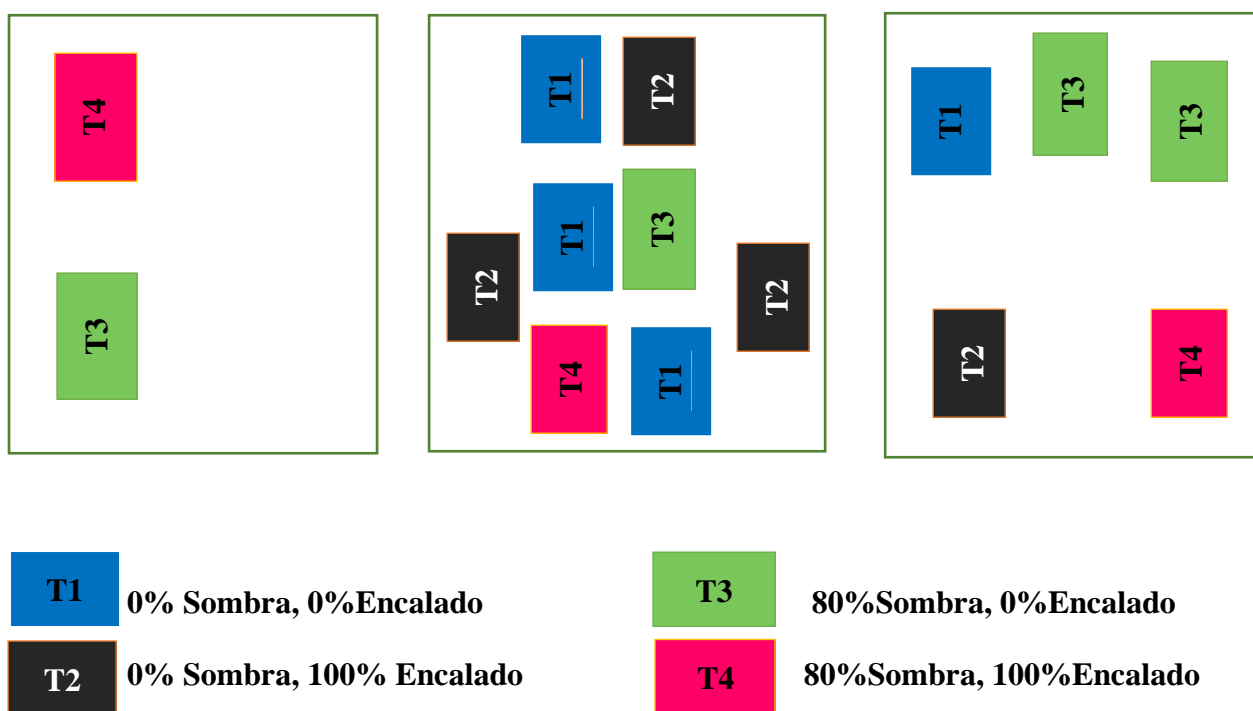 T4
T3
T1
T2
T1
T3
T2
T2
T4
T1
T1
T3
T3
T2
T4
T1 0% Sombra, 0%Encalado
T3 80%Sombra, 0%Encalado
T2 0% Sombra, 100% Encalado
T4 80%Sombra, 100%Encalado